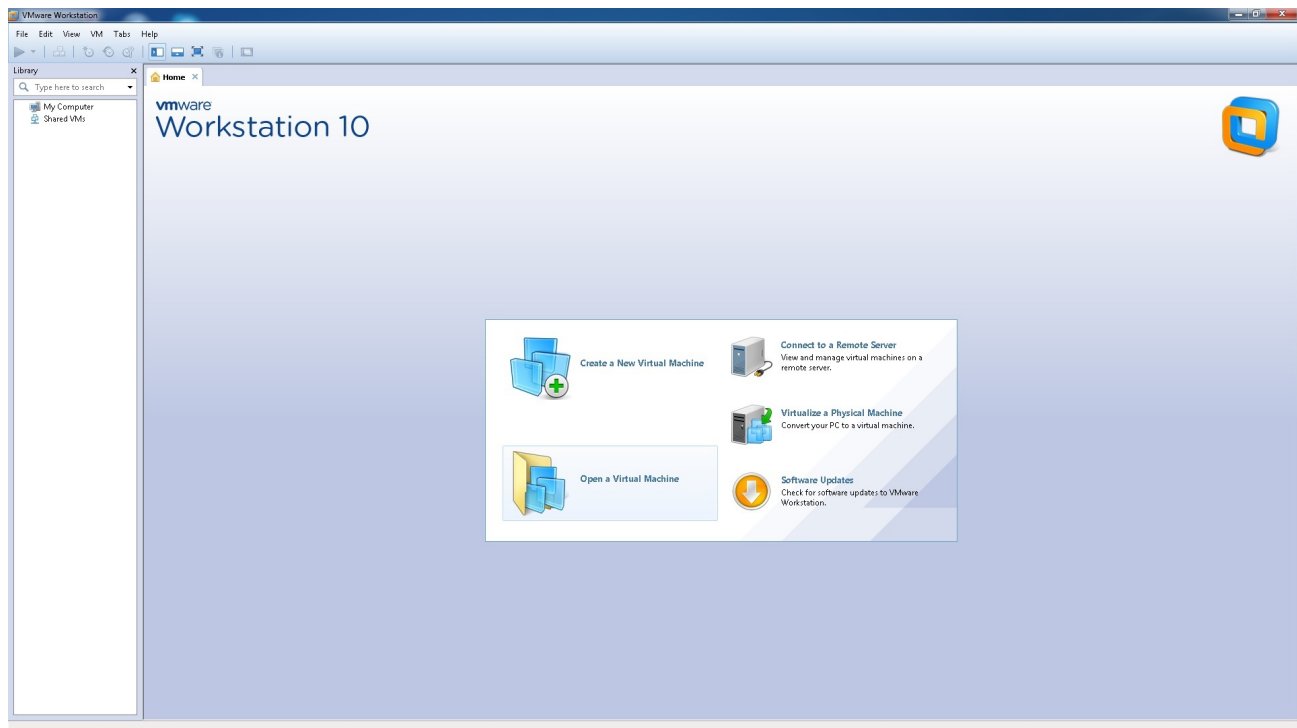 VMware Workstation
File Edit View VM Tabs Help
Library
Type here to search
My Computer
Shared VMs
Home
vmware
Workstation 10
Create a New Virtual Machine
Open a Virtual Machine
Connect to a Remote Server
View and manage virtual machines on a
remote server.
Virtualize a Physical Machine
Convert your PC to a virtual machine.
Software Updates
Check for software updates to VMware
Workstation.